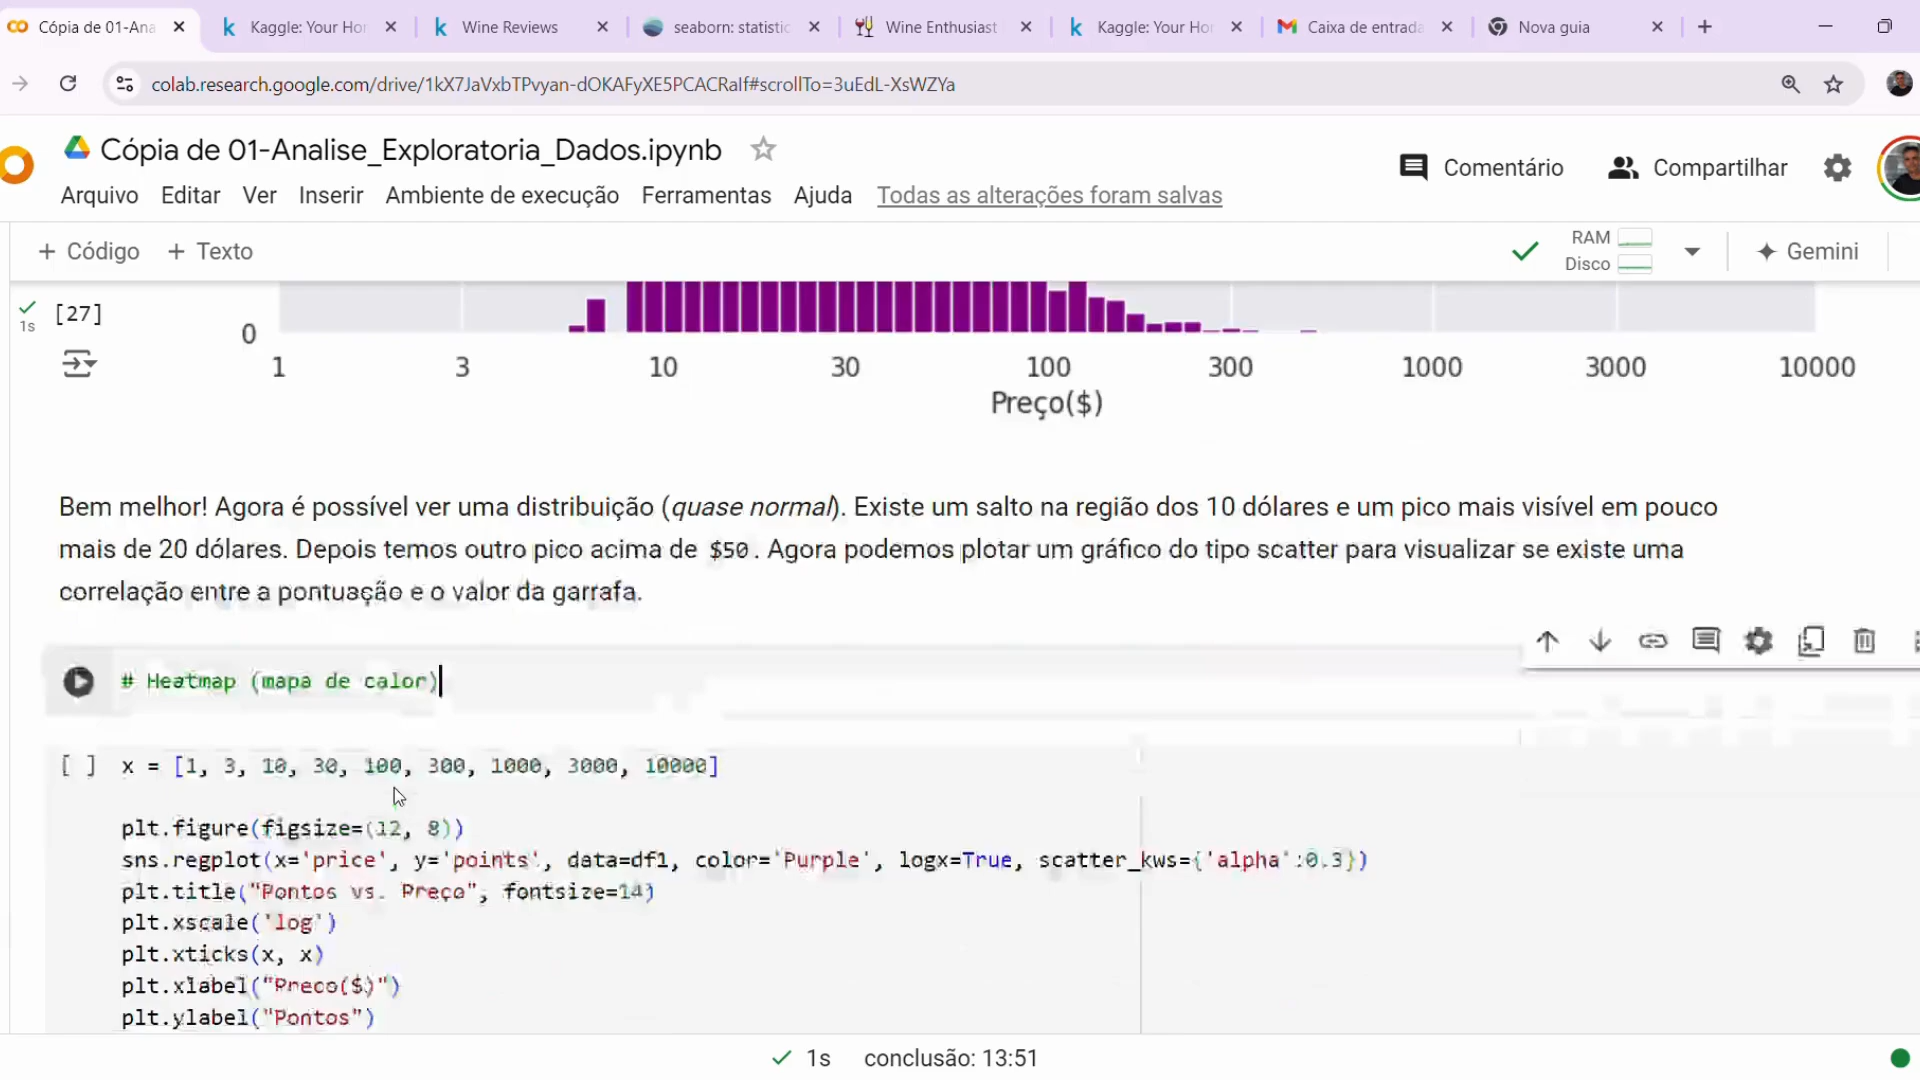 Cópia de 01-Ana
Kaggle: Your Ho
Wine Reviews
seaborn: statistic
Wine Enthusiast
Kaggle: Your Ho
Caixa de entrada
Nova guia
colab.research.google.com/drive/1kX7JaVxbTPvyan-dOKAFyXE5PCACRaIf#scrollTo=3uEdL-XsWZYa
Cópia de 01-Analise_Exploratoria_Dados.ipynb
Comentário
Compartilhar
Arquivo Editar Ver Inserir Ambiente de execução Ferramentas Ajuda Todas as alterações foram salvas
+ Código + Texto
RAM
Disco
Gemini
1s
[27]
0
1 3 10 30 100 300 1000 3000 10000
Preço($)
Bem melhor! Agora é possível ver uma distribuição (quase normal). Existe um salto na região dos 10 dólares e um pico mais visível em pouco
mais de 20 dólares. Depois temos outro pico acima de $50. Agora podemos plotar um gráfico do tipo scatter para visualizar se existe uma
correlação entre a pontuação e o valor da garrafa.
# Heatmap (mapa de calor)
[ ] x = [1, 3, 10, 30, 100, 300, 1000, 3000, 10000]
plt.figure(figsize=(12, 8))
sns.regplot(x='price', y='points', data=df1, color='Purple', logx=True, scatter_kws={'alpha':0.3})
plt.title("Pontos vs. Preço", fontsize=14)
plt.xscale('log')
plt.xticks(x, x)
plt.xlabel("Preço($)")
plt.ylabel("Pontos")
1s conclusão: 13:51